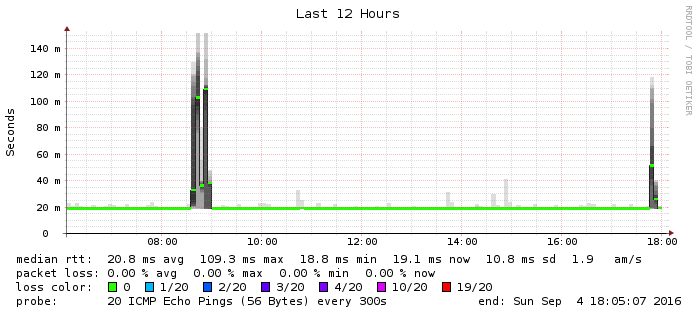 Last 12 Hours
RRDTOOL / TOBI OETIKER
Seconds
140 m
120 m
100 m
80 m
60 m
40 m
20 m
0
08:00 10:00 12:00 14:00 16:00 18:00
median rtt: 20.8 ms avg 109.3 ms max 18.8 ms min 19.1 ms now 10.8 ms sd 1.9 am/s
packet loss: 0.00 % avg 0.00 % max 0.00 % min 0.00 % now
loss color: 0 1/20 2/20 3/20 4/20 10/20 19/20
probe: 20 ICMP Echo Pings (56 Bytes) every 300s end: Sun Sep 4 18:05:07 2016